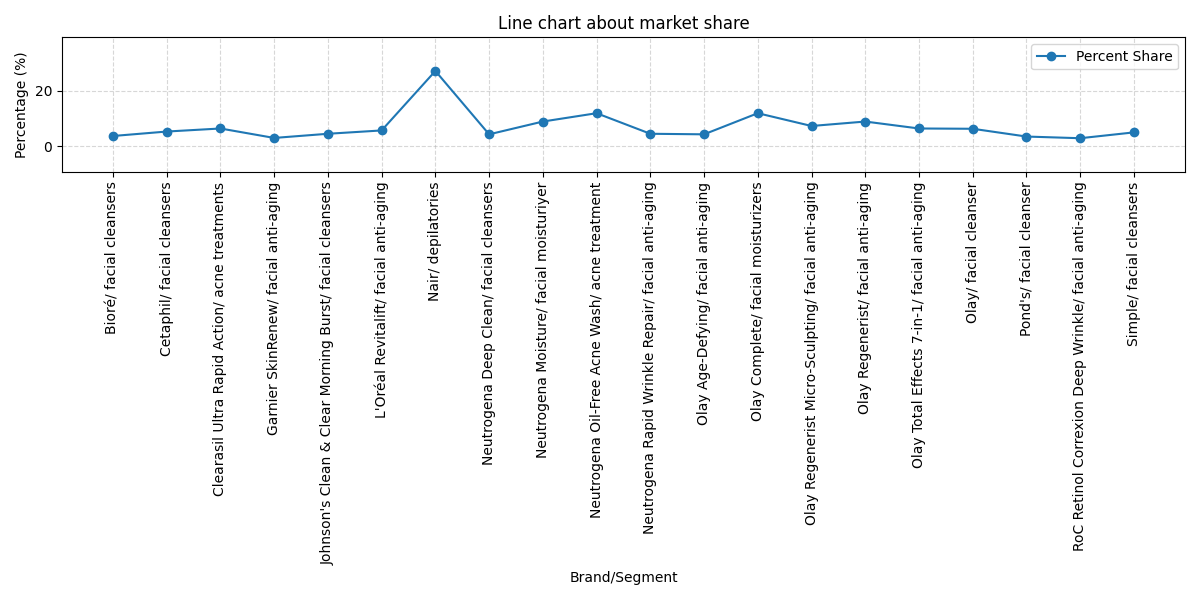 Line chart about market share
Percentage (%)
20
0
Percent Share
Bioré/ facial cleansers
Cetaphil/ facial cleansers
Clearasil Ultra Rapid Action/ acne treatments
Garnier SkinRenew/ facial anti-aging
Johnson's Clean & Clear Morning Burst/ facial cleansers
L'Oréal Revitalift/ facial anti-aging
Nair/ depilatories
Neutrogena Deep Clean/ facial cleansers
Neutrogena Moisture/ facial moisturiyer
Neutrogena Oil-Free Acne Wash/ acne treatment
Neutrogena Rapid Wrinkle Repair/ facial anti-aging
Olay Age-Defying/ facial anti-aging
Olay Complete/ facial moisturizers
Olay Regenerist Micro-Sculpting/ facial anti-aging
Olay Regenerist/ facial anti-aging
Olay Total Effects 7-in-1/ facial anti-aging
Olay/ facial cleanser
Pond's/ facial cleanser
RoC Retinol Correxion Deep Wrinkle/ facial anti-aging
Simple/ facial cleansers
Brand/Segment